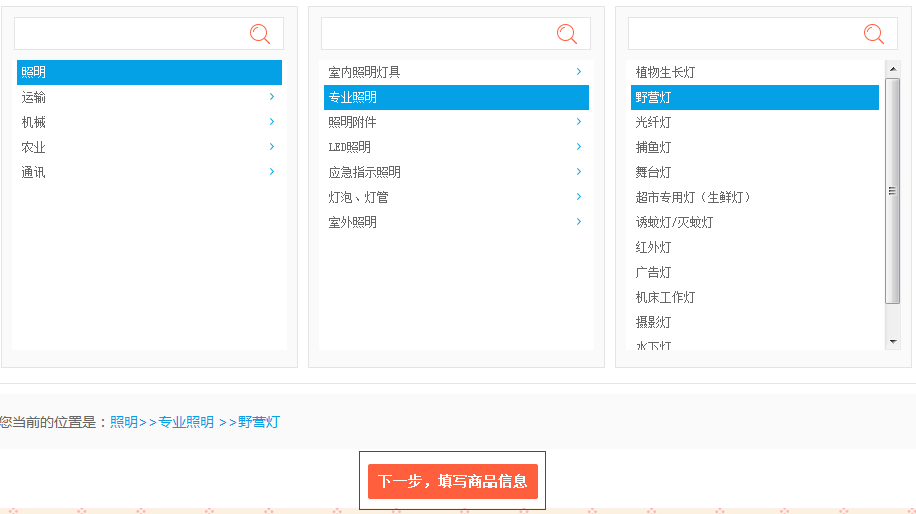 照明
运输
机械
农业
通讯
室内照明灯具
专业照明
照明附件
LED照明
应急指示照明
灯泡、灯管
室外照明
植物生长灯
野营灯
光纤灯
捕鱼灯
舞台灯
超市专用灯（生鲜灯）
诱蚊灯/灭蚊灯
红外灯
广告灯
机床工作灯
摄影灯
水下灯
您当前的位置是：照明>>专业照明 >>野营灯
下一步，填写商品信息